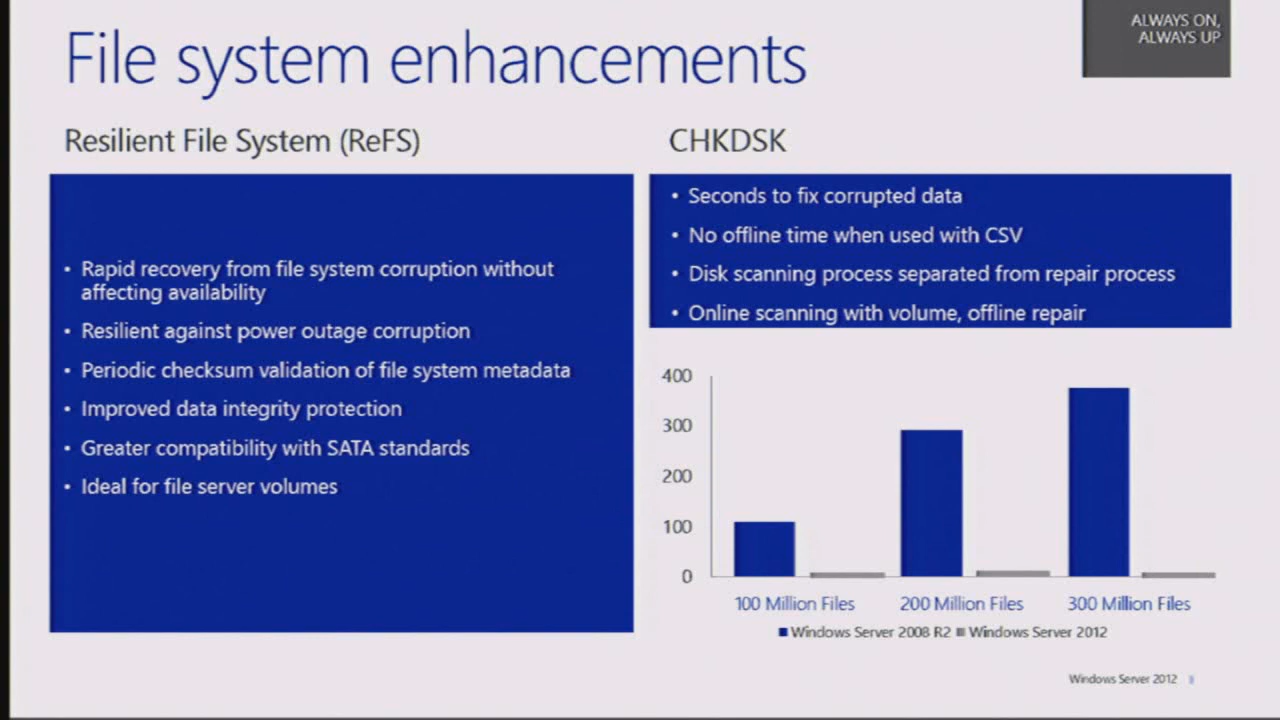 File system enhancements
ALWAYS ON,
ALWAYS UP
Resilient File System (ReFS)
• Rapid recovery from file system corruption without
affecting availability
• Resilient against power outage corruption
• Periodic checksum validation of file system metadata
• Improved data integrity protection
• Greater compatibility with SATA standards
• Ideal for file server volumes
CHKDSK
• Seconds to fix corrupted data
• No offline time when used with CSV
• Disk scanning process separated from repair process
• Online scanning with volume, offline repair
400
300
200
100
0
100 Million Files 200 Million Files 300 Million Files
Windows Server 2008 R2 Windows Server 2012
Windows Server 2012